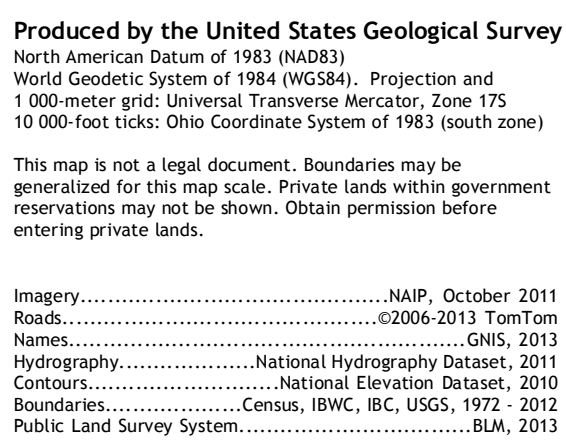 Produced by the United States Geological Survey
North American Datum of 1983 (NAD83)
World Geodetic System of 1984 (WGS84).  Projection and
1 000-meter grid: Universal Transverse Mercator, Zone 17S
10 000-foot ticks: Ohio Coordinate System of 1983 (south zone)
This map is not a legal document. Boundaries may be
generalized for this map scale. Private lands within government
reservations may not be shown. Obtain permission before
entering private lands.
Imagery.............................................NAIP, October 2011
Roads..............................................©2006-2013 TomTom
Names..........................................................GNIS, 2013
Hydrography....................National Hydrography Dataset, 2011
Contours............................National Elevation Dataset, 2010
Boundaries....................Census, IBWC, IBC, USGS, 1972 - 2012
Public Land Survey System..................................BLM, 2013